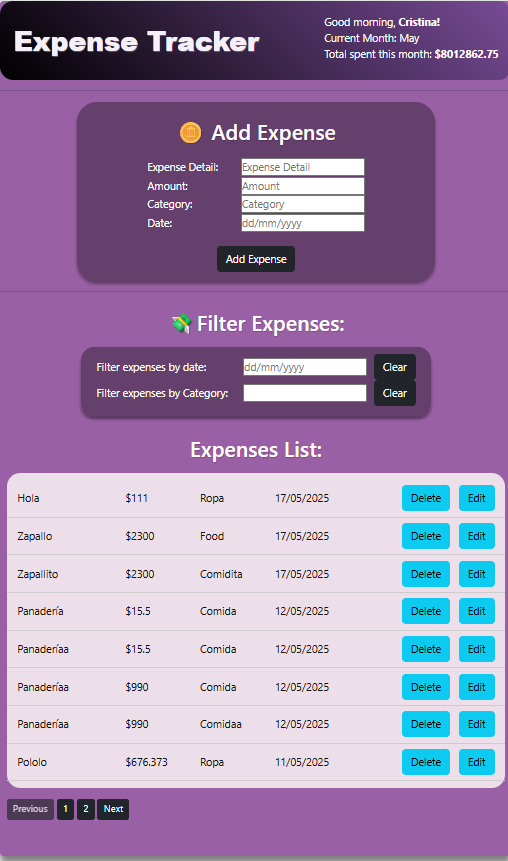 Expense Tracker
Good morning, Cristina!
Current Month: May
Total spent this month: $8012862.75
Add Expense
Expense Detail: Expense Detail
Amount: Amount
Category: Category
Date: dd/mm/yyyy
Add Expense
Filter Expenses:
Filter expenses by date: dd/mm/yyyy Clear
Filter expenses by Category: Clear
Expenses List:
Hola $111 Ropa 17/05/2025 Delete Edit
Zapallo $2300 Food 17/05/2025 Delete Edit
Zapallito $2300 Comidita 17/05/2025 Delete Edit
Panadería $15.5 Comida 12/05/2025 Delete Edit
Panaderíaa $15.5 Comida 12/05/2025 Delete Edit
Panaderíaa $990 Comida 12/05/2025 Delete Edit
Panaderíaa $990 Comidaa 12/05/2025 Delete Edit
Pololo $676.373 Ropa 11/05/2025 Delete Edit
Previous 1 2 Next